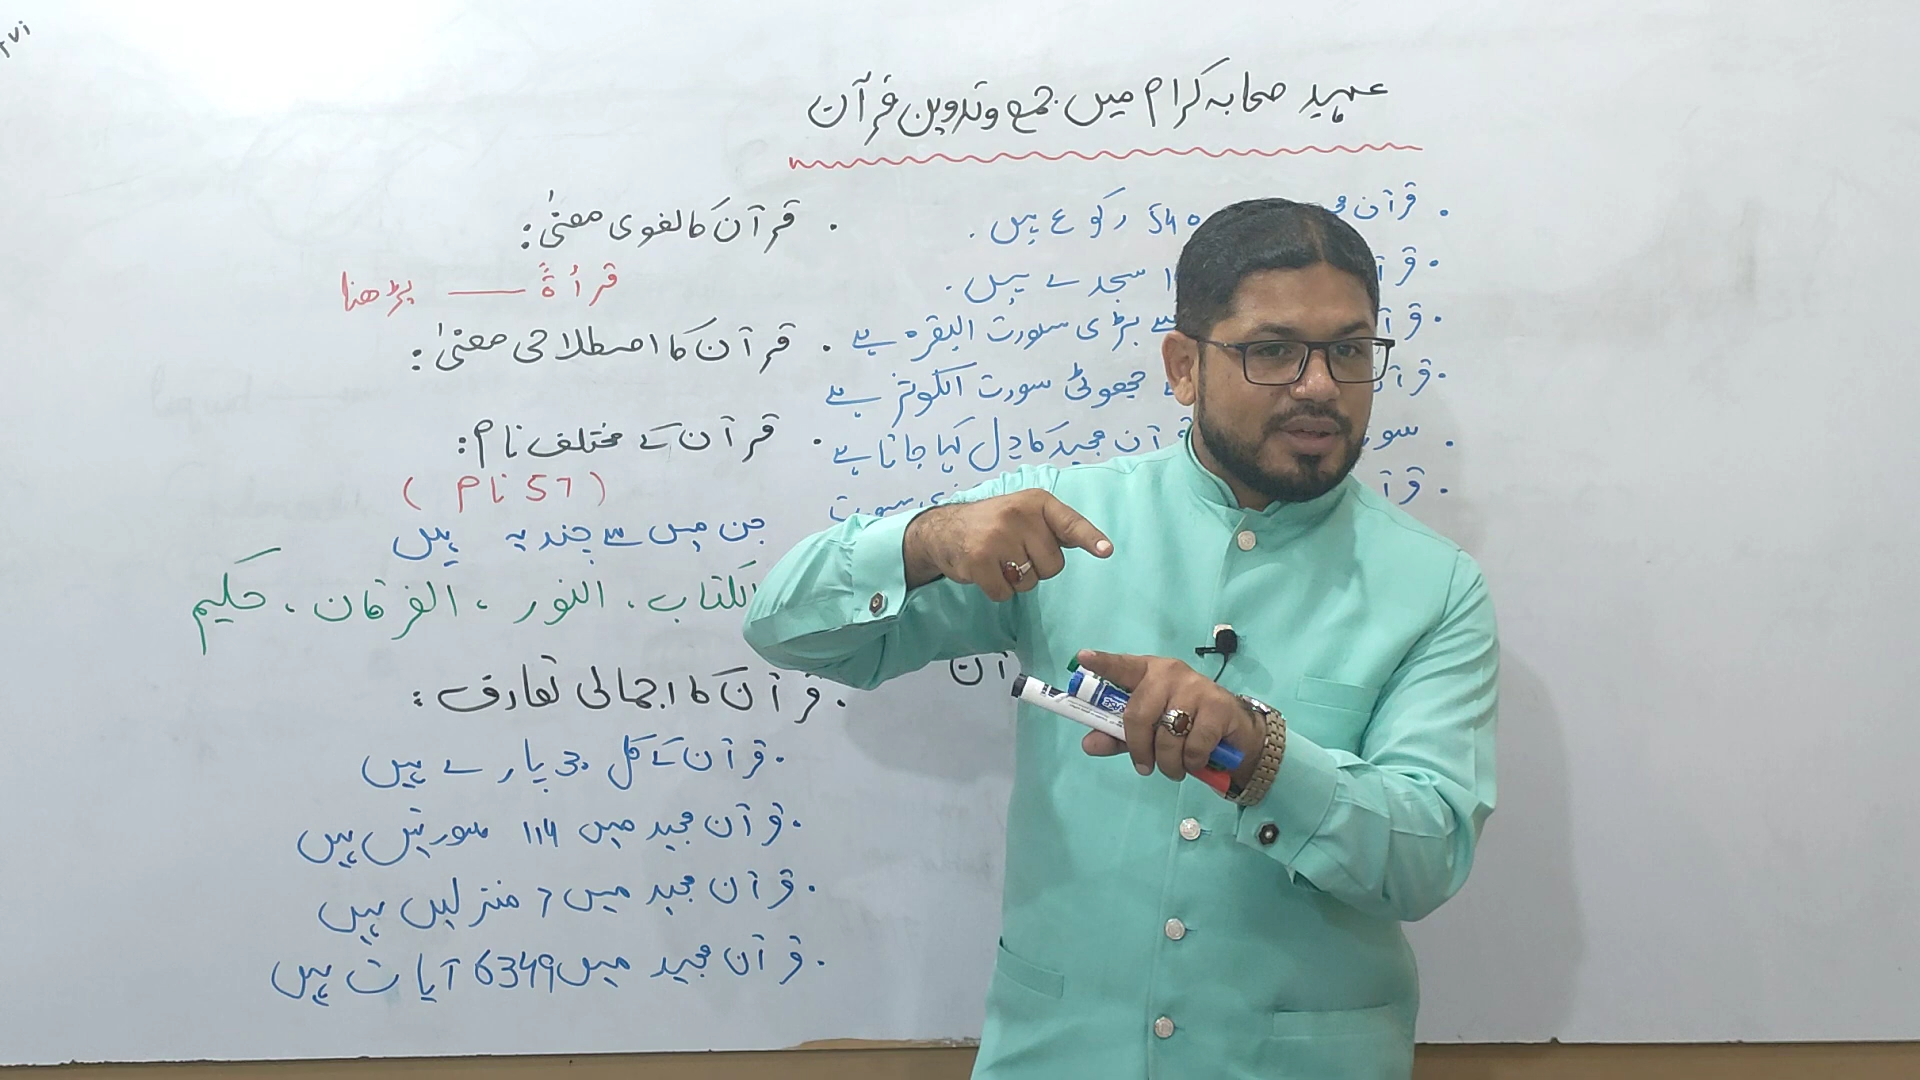 عہد صحابہ کرام میں جمع و تدوین قرآن
۔ قرآن 540 رکوع ہیں ۔
۔ سجدے ہیں ۔
۔ سے بڑی سورت البقرہ ہے
۔ چھوٹی سورت الکوثر ہے
۔ قرآن مجید کا دل کہا جاتا ہے
۔ سورت
۔ قرآن کا لغوی معنیٰ :
قرأۃً —— پڑھنا
۔ قرآن کا اصطلاحی معنیٰ :
۔ قرآن کے مختلف نام :
( 57 نام )
جن میں سے چند یہ ہیں
الکتاب ، النور ، الفرقان ، حکیم
۔ قرآن کا اجمالی تعارف :
۔ قرآن کے کل 30 پارے ہیں
۔ قرآن مجید میں 114 سورتیں ہیں
۔ قرآن مجید میں 7 منزلیں ہیں
۔ قرآن مجید میں 6349 آیات ہیں